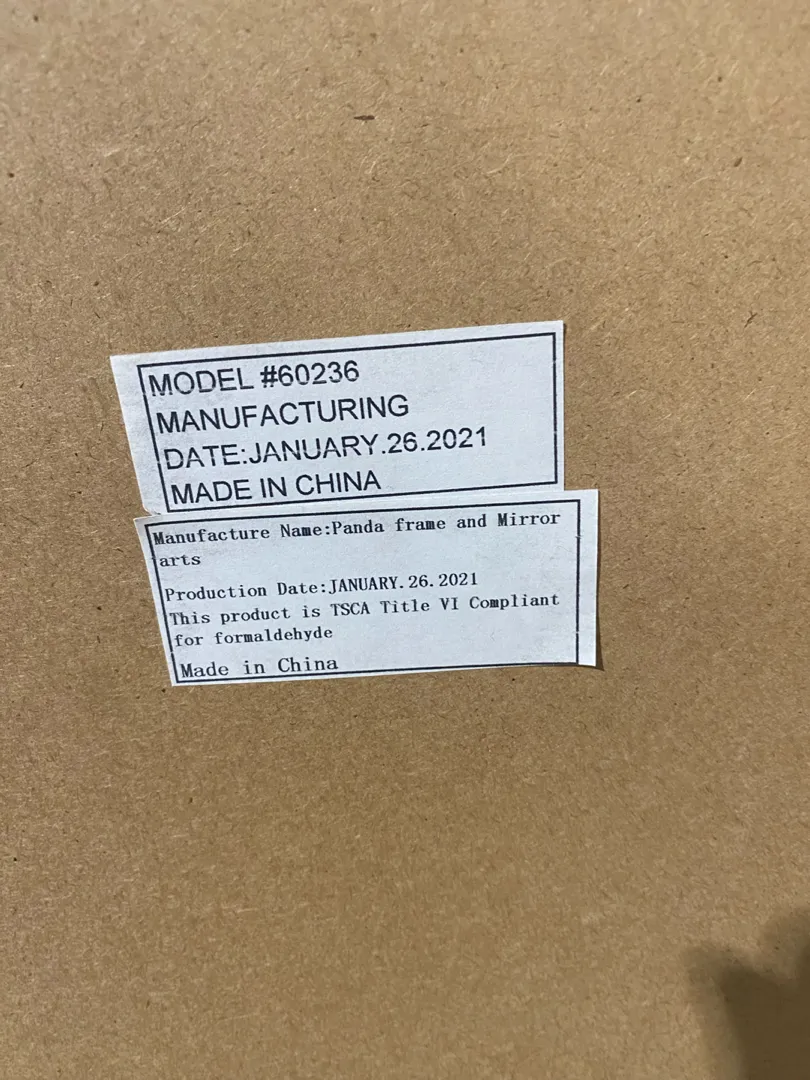 MODEL #60236
MANUFACTURING
DATE:JANUARY.26.2021
MADE IN CHINA
Manufacture Name:Panda frame and Mirror
arts
Production Date:JANUARY.26.2021
This product is TSCA Title VI Compliant
for formaldehyde
Made in China